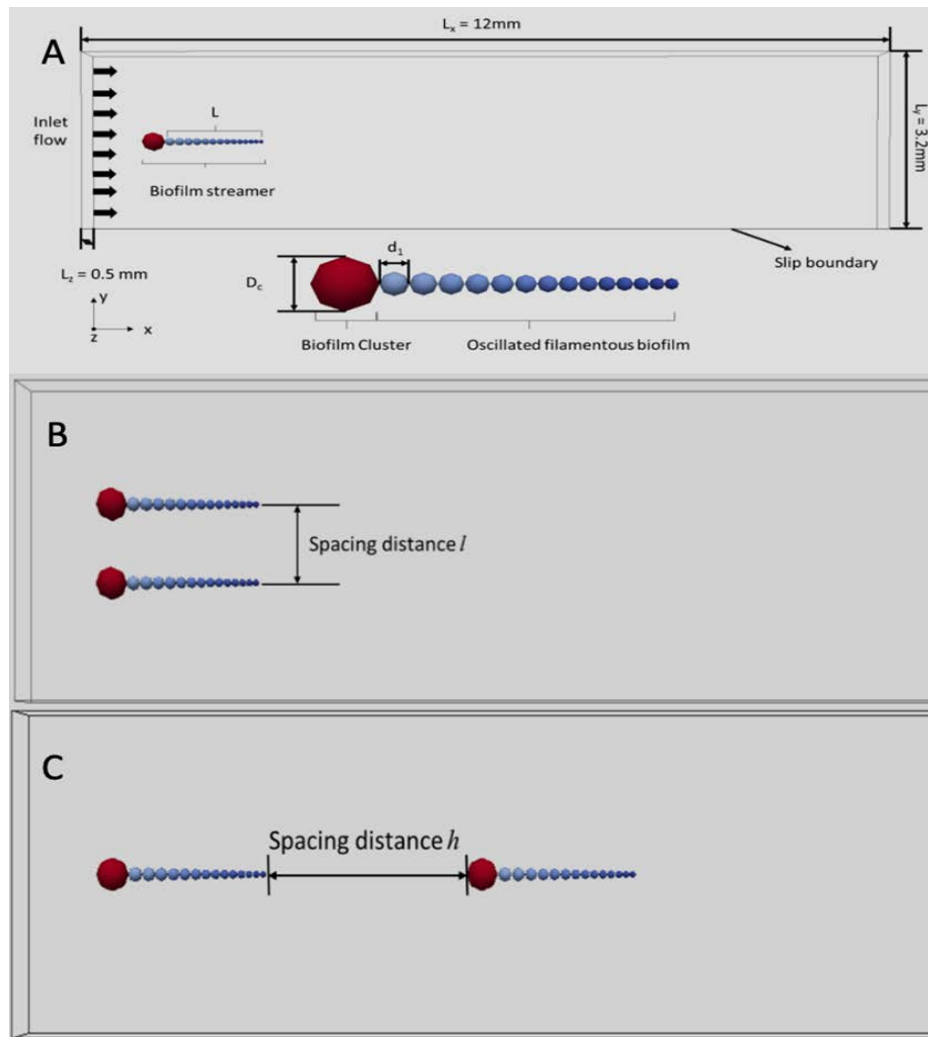 A
Lx = 12mm
Inlet
flow
L
Biofilm streamer
Ly = 3.2mm
Lz = 0.5 mm
Slip boundary
y
z
x
Dc
d1
Biofilm Cluster
Oscillated filamentous biofilm
B
Spacing distance l
C
Spacing distance h